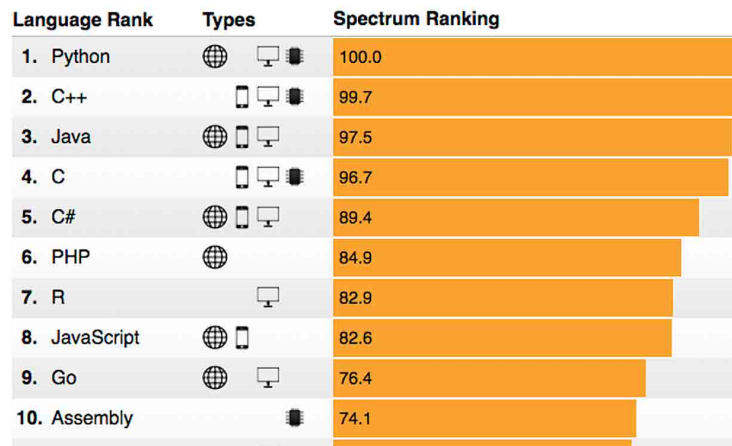 Language Rank Types Spectrum Ranking
1. Python 100.0
2. C++ 99.7
3. Java 97.5
4. C 96.7
5. C# 89.4
6. PHP 84.9
7. R 82.9
8. JavaScript 82.6
9. Go 76.4
10. Assembly 74.1